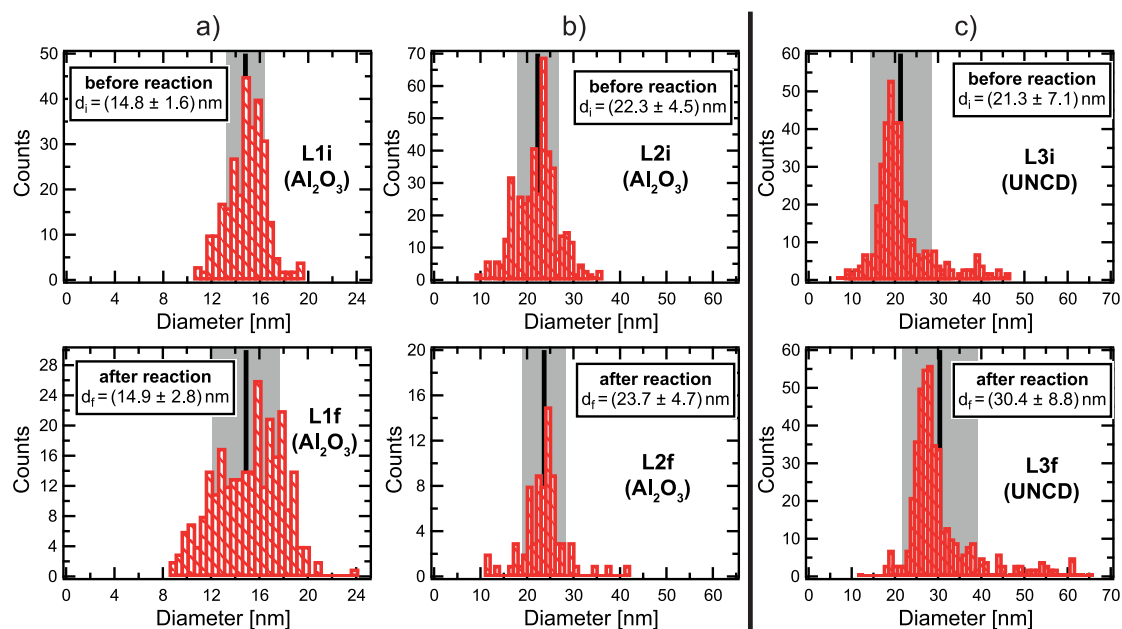 a)
b)
c)
50
40
30
20
10
0
Counts
before reaction
dᵢ = (14.8 ± 1.6) nm
L1i
(Al₂O₃)
0 4 8 12 16 20 24
Diameter [nm]
70
60
50
40
30
20
10
0
Counts
before reaction
dᵢ = (22.3 ± 4.5) nm
L2i
(Al₂O₃)
0 10 20 30 40 50 60
Diameter [nm]
60
50
40
30
20
10
0
Counts
before reaction
dᵢ = (21.3 ± 7.1) nm
L3i
(UNCD)
0 10 20 30 40 50 60 70
Diameter [nm]
28
24
20
16
12
8
4
0
Counts
after reaction
d_f = (14.9 ± 2.8) nm
L1f
(Al₂O₃)
0 4 8 12 16 20 24
Diameter [nm]
20
16
12
8
4
0
Counts
after reaction
d_f = (23.7 ± 4.7) nm
L2f
(Al₂O₃)
0 10 20 30 40 50 60
Diameter [nm]
60
50
40
30
20
10
0
Counts
after reaction
d_f = (30.4 ± 8.8) nm
L3f
(UNCD)
0 10 20 30 40 50 60 70
Diameter [nm]